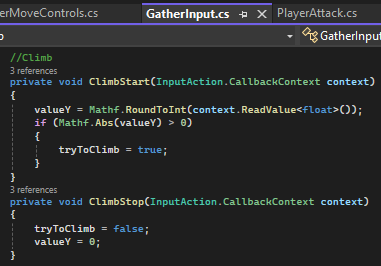 erMoveControls.cs
GatherInput.cs
PlayerAttack.cs
GatherInput
//Climb
3 references
private void ClimbStart(InputAction.CallbackContext context)
{
valueY = Mathf.RoundToInt(context.ReadValue<float>());
if (Mathf.Abs(valueY) > 0)
{
tryToClimb = true;
}
}
3 references
private void ClimbStop(InputAction.CallbackContext context)
{
tryToClimb = false;
valueY = 0;
}